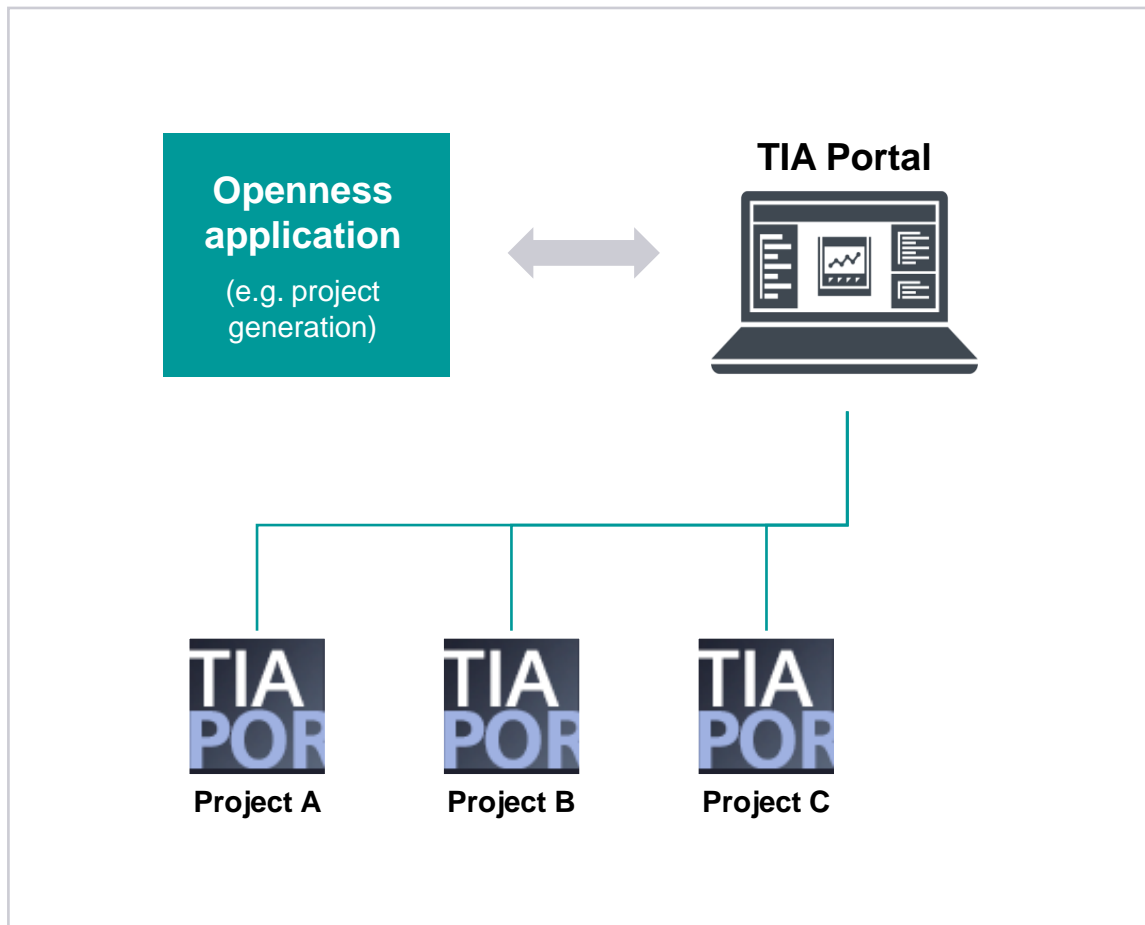 Openness
application
(e.g. project
generation)
TIA Portal
TIA
POR
TIA
POR
TIA
POR
Project A
Project B
Project C